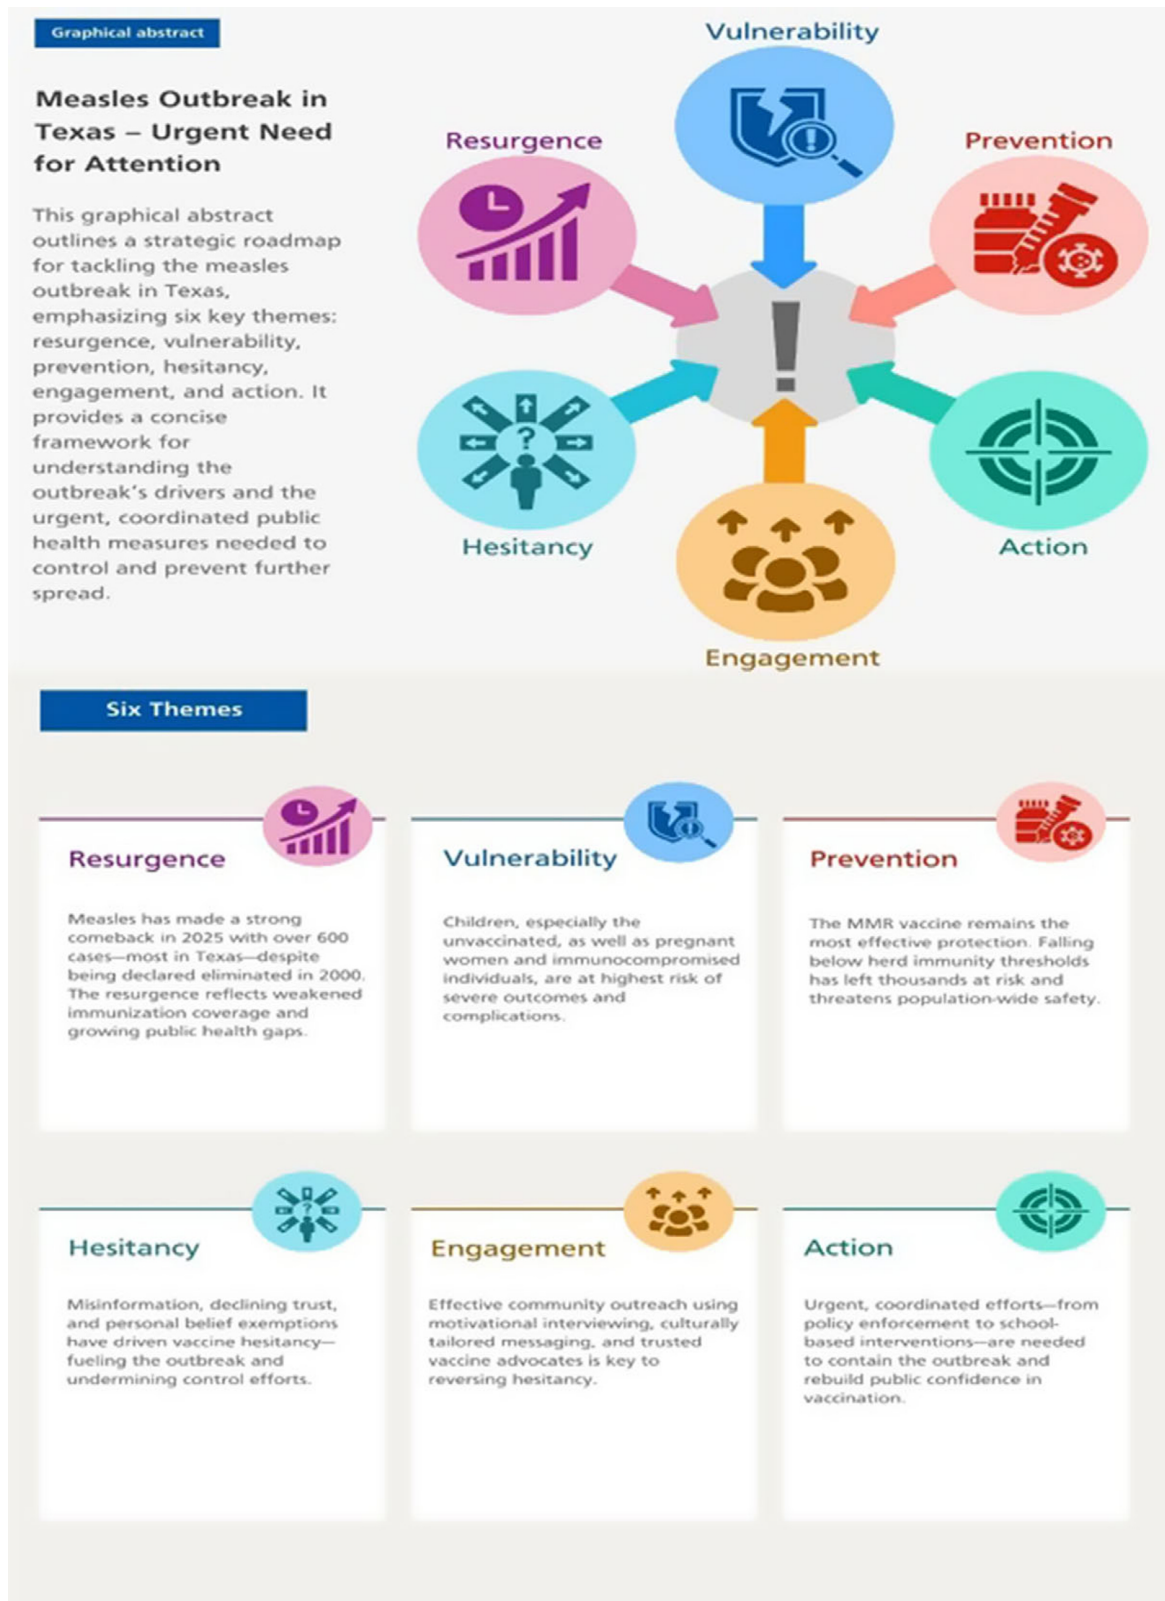 Graphical abstract
Measles Outbreak in
Texas – Urgent Need
for Attention
This graphical abstract
outlines a strategic roadmap
for tackling the measles
outbreak in Texas,
emphasizing six key themes:
resurgence, vulnerability,
prevention, hesitancy,
engagement, and action. It
provides a concise
framework for
understanding the
outbreak's drivers and the
urgent, coordinated public
health measures needed to
control and prevent further
spread.
Vulnerability
Resurgence
Prevention
!
?
Hesitancy
Action
Engagement
Six Themes
Resurgence
Measles has made a strong
comeback in 2025 with over 600
cases—most in Texas—despite
being declared eliminated in 2000.
The resurgence reflects weakened
immunization coverage and
growing public health gaps.
Vulnerability
Children, especially the
unvaccinated, as well as pregnant
women and immunocompromised
individuals, are at highest risk of
severe outcomes and
complications.
Prevention
The MMR vaccine remains the
most effective protection. Falling
below herd immunity thresholds
has left thousands at risk and
threatens population-wide safety.
Hesitancy
Misinformation, declining trust,
and personal belief exemptions
have driven vaccine hesitancy—
fueling the outbreak and
undermining control efforts.
Engagement
Effective community outreach using
motivational interviewing, culturally
tailored messaging, and trusted
vaccine advocates is key to
reversing hesitancy.
Action
Urgent, coordinated efforts—from
policy enforcement to school-
based interventions—are needed
to contain the outbreak and
rebuild public confidence in
vaccination.